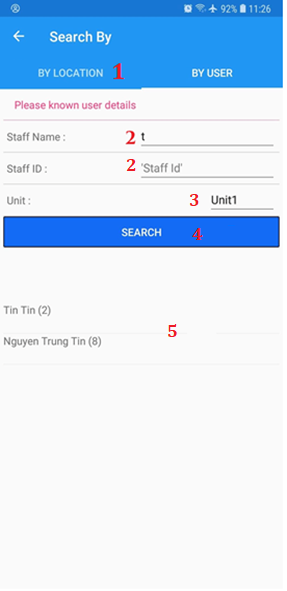 92% 11:26
Search By
BY LOCATION 1 BY USER
Please known user details
Staff Name : 2 t
Staff ID : 2 'Staff Id'
Unit : 3 Unit1
SEARCH 4
Tin Tin (2)
5
Nguyen Trung Tin (8)